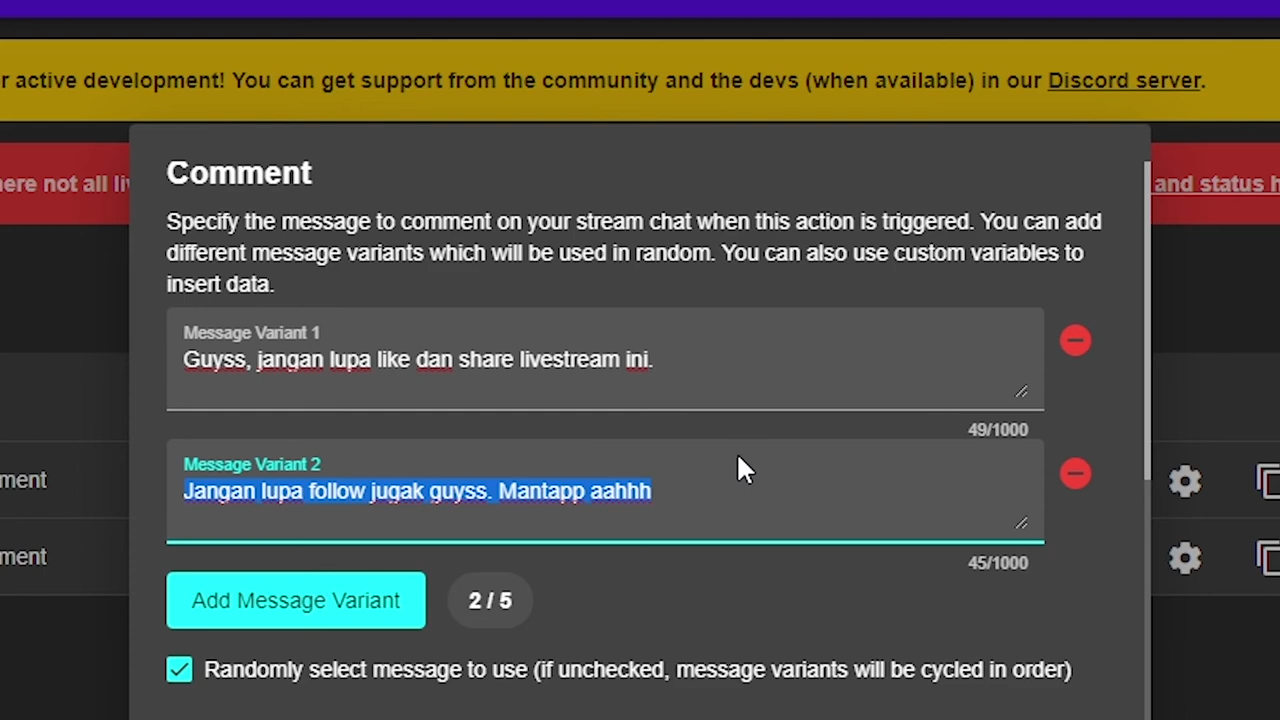 r active development! You can get support from the community and the devs (when available) in our Discord server.
ere not all li
and status h
Comment
Specify the message to comment on your stream chat when this action is triggered. You can add
different message variants which will be used in random. You can also use custom variables to
insert data.
Message Variant 1
Guyss, jangan lupa like dan share livestream ini.
49/1000
Message Variant 2
Jangan lupa follow jugak guyss. Mantapp aahhh
45/1000
ment
ment
Add Message Variant
2 / 5
Randomly select message to use (if unchecked, message variants will be cycled in order)